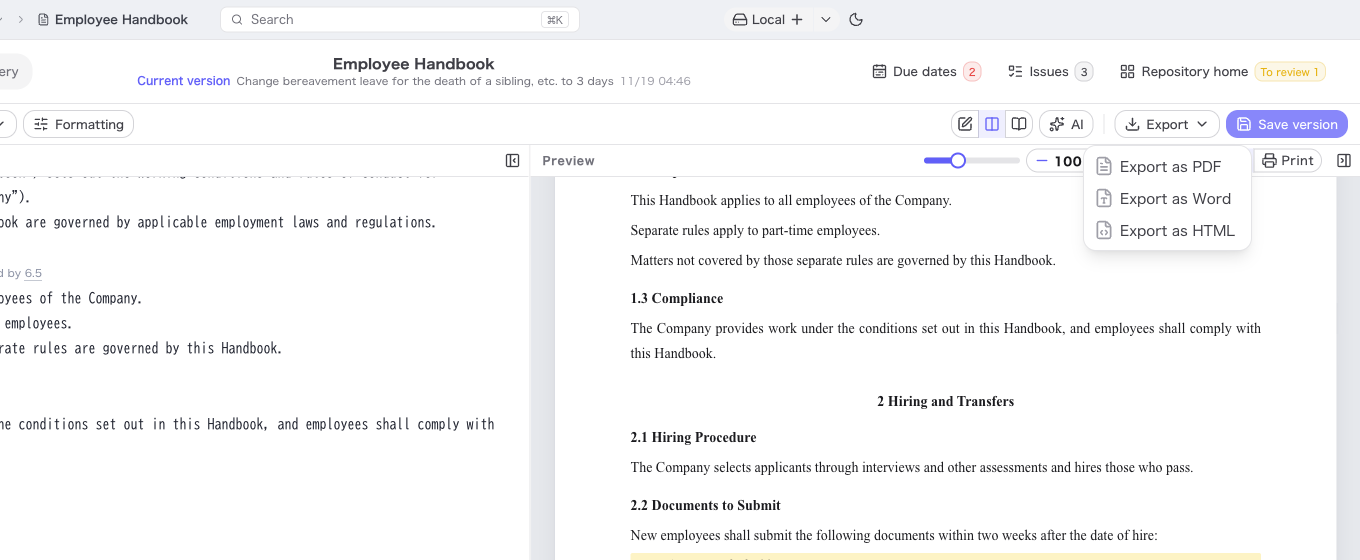 Employee Handbook
Search
⌘K
Local
ery
Employee Handbook
Current version Change bereavement leave for the death of a sibling, etc. to 3 days 11/19 04:46
Due dates 2
Issues 3
Repository home To review 1
Formatting
AI
Export
Save version
Preview
100
Print
Export as PDF
Export as Word
Export as HTML
ny”).
ook are governed by applicable employment laws and regulations.
d by 6.5
oyees of the Company.
employees.
rate rules are governed by this Handbook.
ne conditions set out in this Handbook, and employees shall comply with
This Handbook applies to all employees of the Company.
Separate rules apply to part-time employees.
Matters not covered by those separate rules are governed by this Handbook.
1.3 Compliance
The Company provides work under the conditions set out in this Handbook, and employees shall comply with
this Handbook.
2 Hiring and Transfers
2.1 Hiring Procedure
The Company selects applicants through interviews and other assessments and hires those who pass.
2.2 Documents to Submit
New employees shall submit the following documents within two weeks after the date of hire: